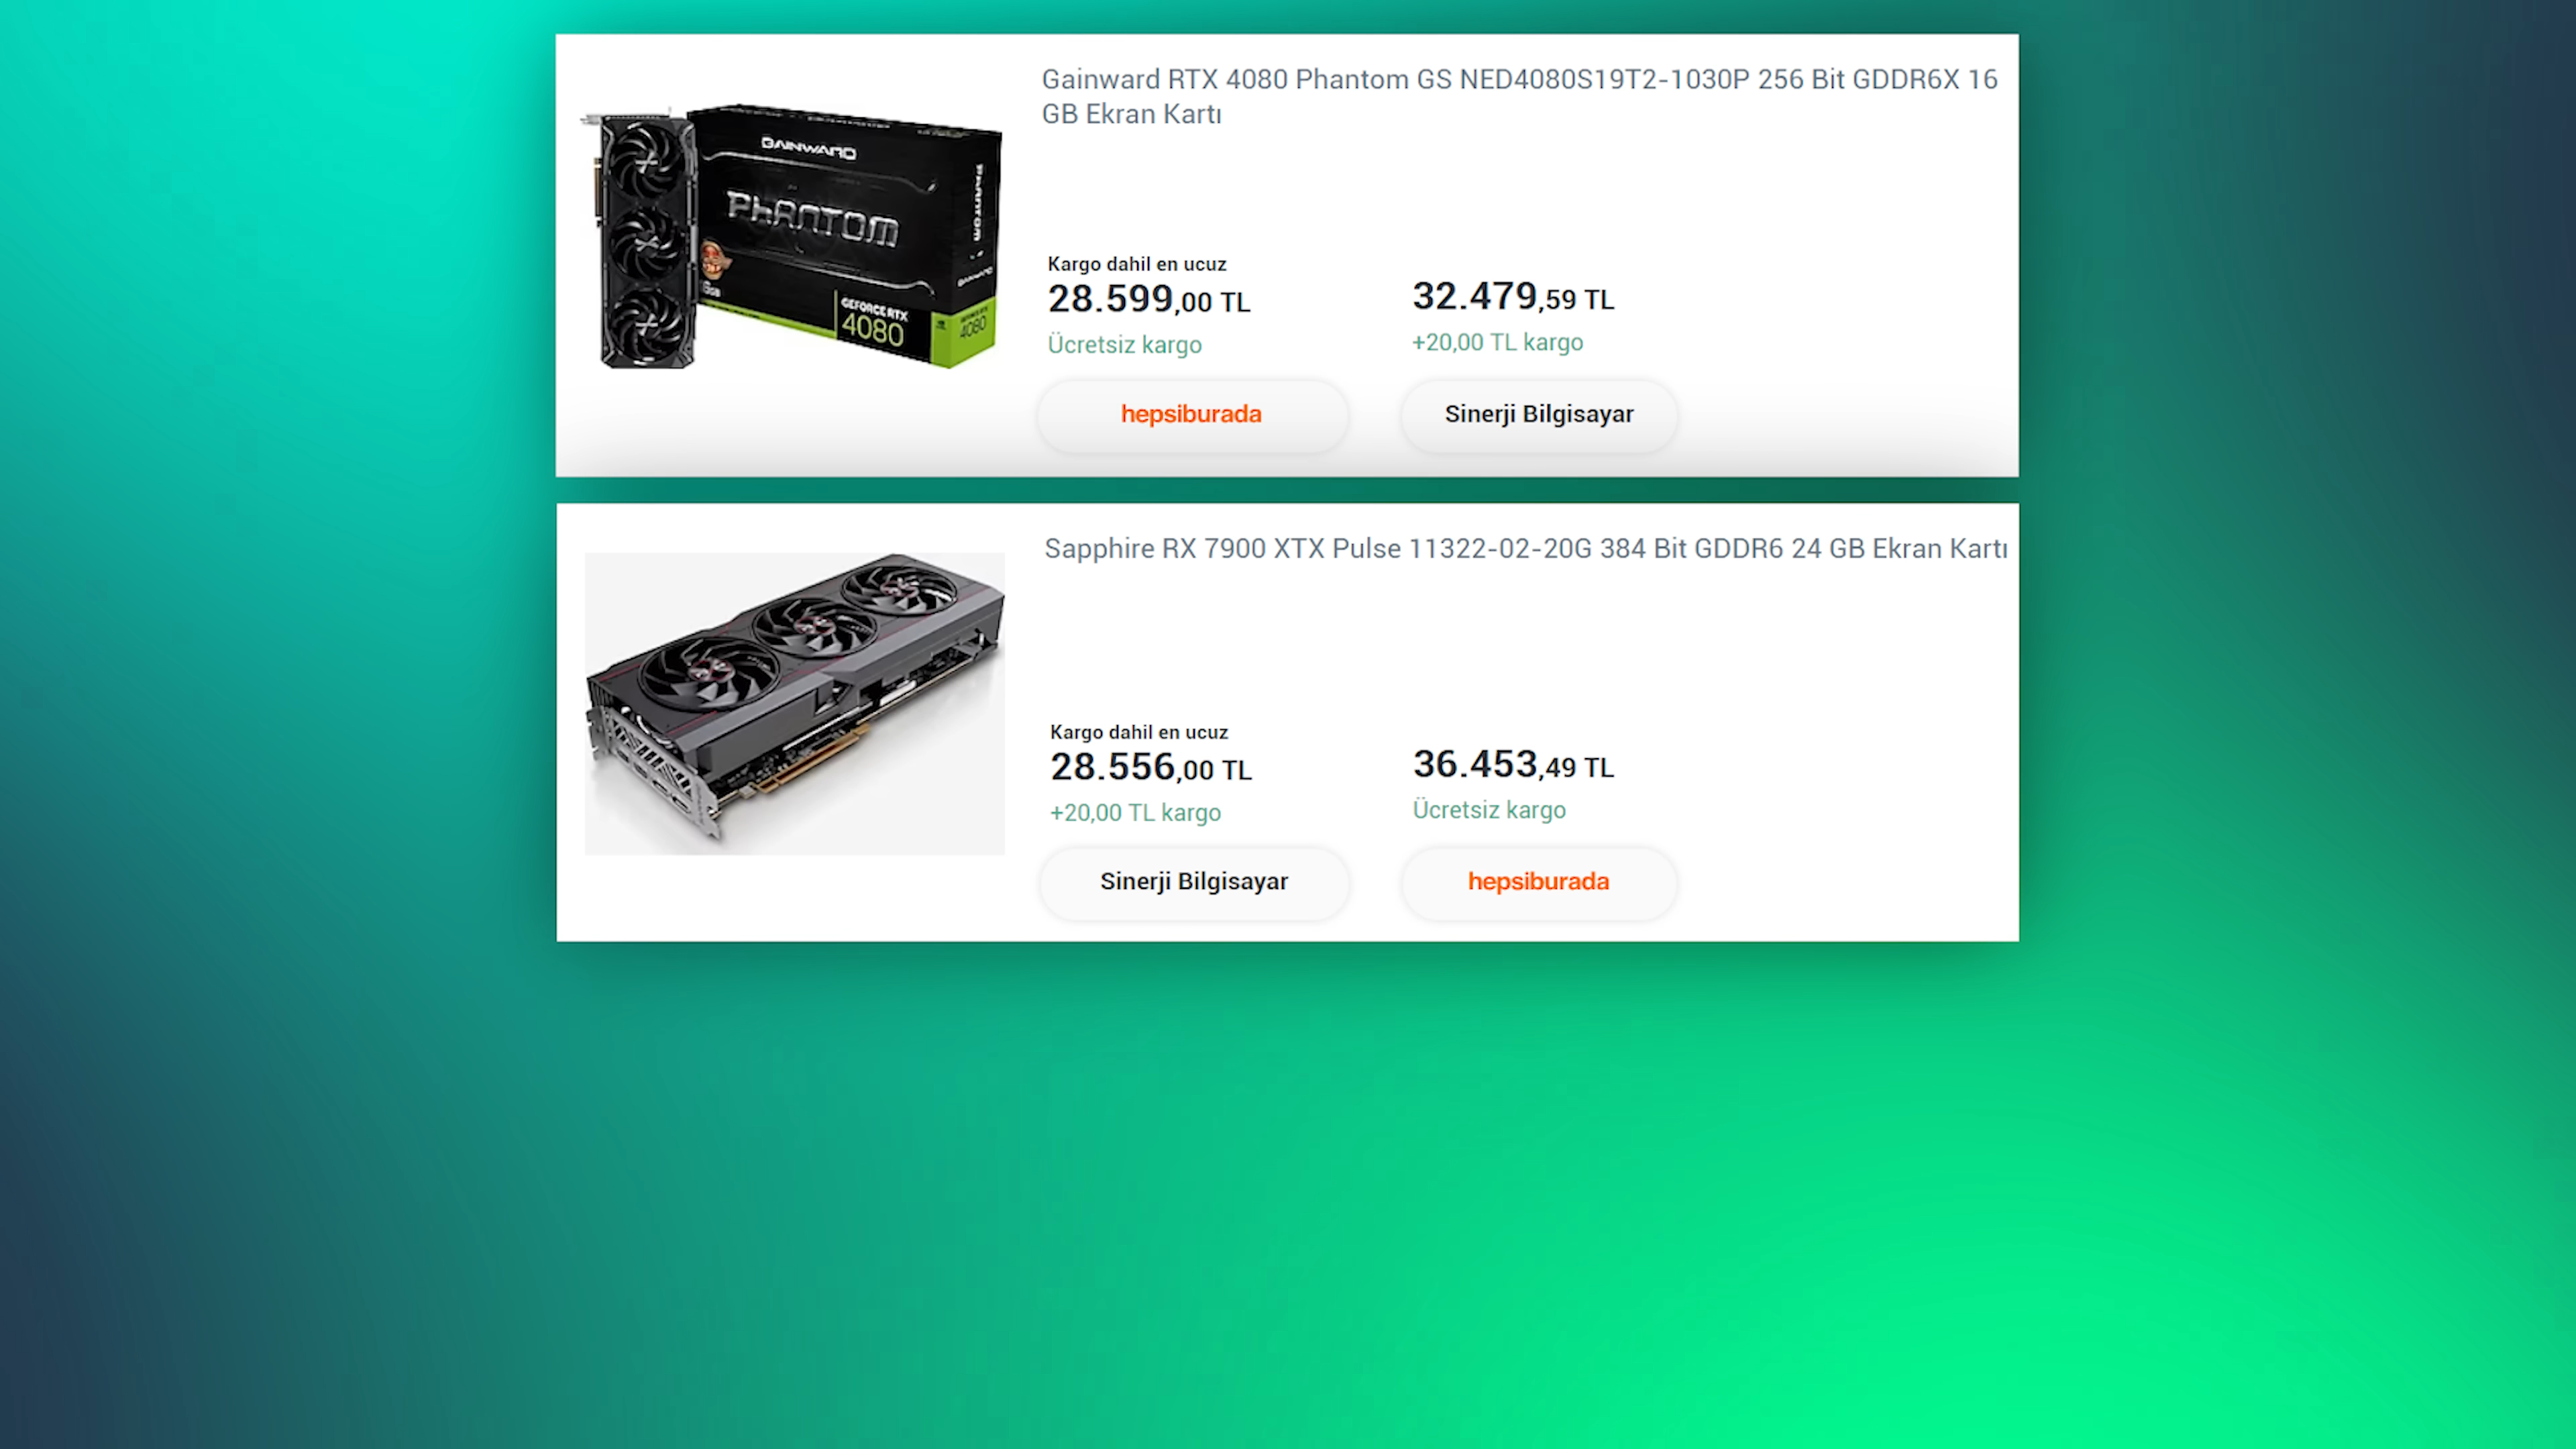 Gainward RTX 4080 Phantom GS NED4080S19T2-1030P 256 Bit GDDR6X 16
GB Ekran Kartı
GAINWARD
PHANTOM
PHANTOM
GAINWARD
GEFORCE RTX
4080
4080
Kargo dahil en ucuz
28.599,00 TL
Ücretsiz kargo
hepsiburada
32.479,59 TL
+20,00 TL kargo
Sinerji Bilgisayar
Sapphire RX 7900 XTX Pulse 11322-02-20G 384 Bit GDDR6 24 GB Ekran Kartı
Kargo dahil en ucuz
28.556,00 TL
+20,00 TL kargo
Sinerji Bilgisayar
36.453,49 TL
Ücretsiz kargo
hepsiburada